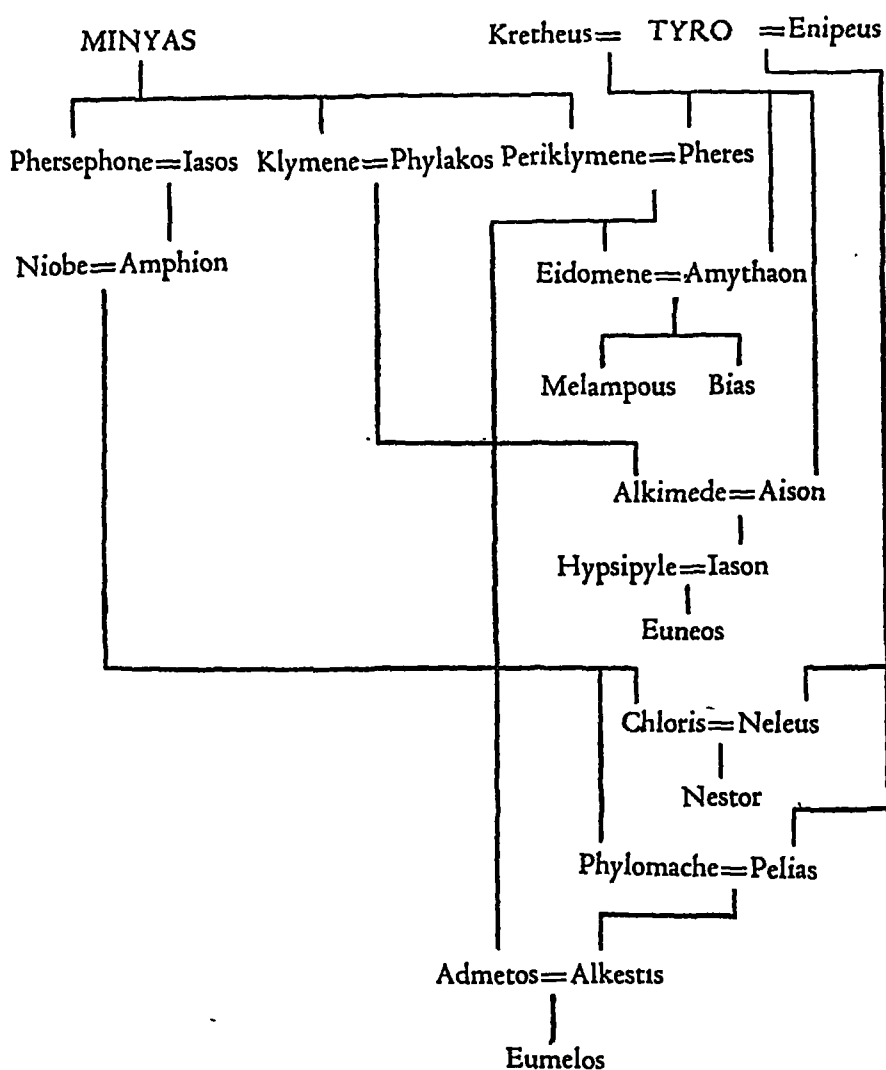 MINYAS Kretheus= TYRO =Enipeus
Phersephone=Iasos Klymene=Phylakos Periklymene=Pheres
Niobe=Amphion Eidomene=Amythaon
Melampous Bias
Alkimede=Aison
Hypsipyle=Iason
Euneos
Chloris=Neleus
Nestor
Phylomache=Pelias
Admetos=Alkestis
Eumelos